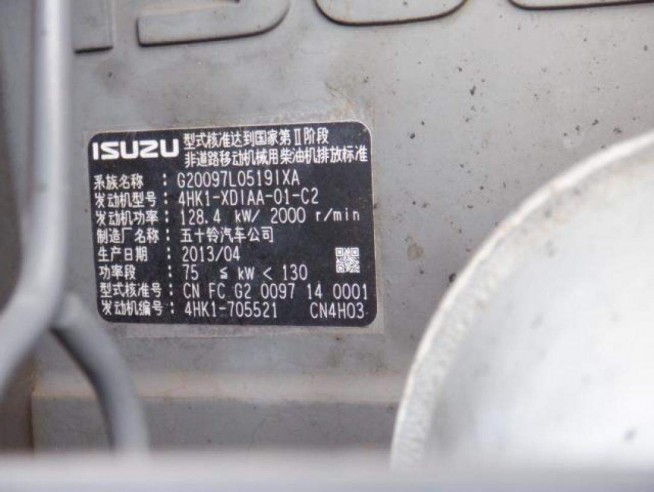 ISUZU 型式核准达到国家第Ⅱ阶段
非道路移动机械用柴油机排放标准
系族名称 : G20097L0519IXA
发动机型号: 4HK1-XDIAA-01-C2
发动机功率: 128.4 kW/ 2000 r/min
制造厂名称: 五十铃汽车公司
生产日期 : 2013/04
功率段 : 75 ≤ kW < 130
型式核准号: CN FC G2 0097 14 0001
发动机编号: 4HK1-705521 CN4H03